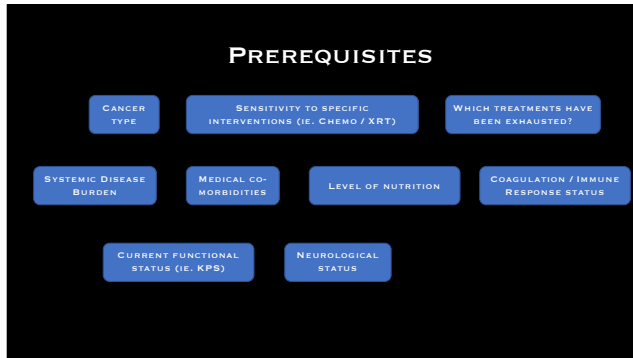 Prerequisites
Cancer
type
Sensitivity to specific
interventions (ie. Chemo / XRT)
Which treatments have
been exhausted?
Systemic Disease
Burden
Medical co-
morbidities
Level of nutrition
Coagulation / Immune
Response status
Current functional
status (ie. KPS)
Neurological
status